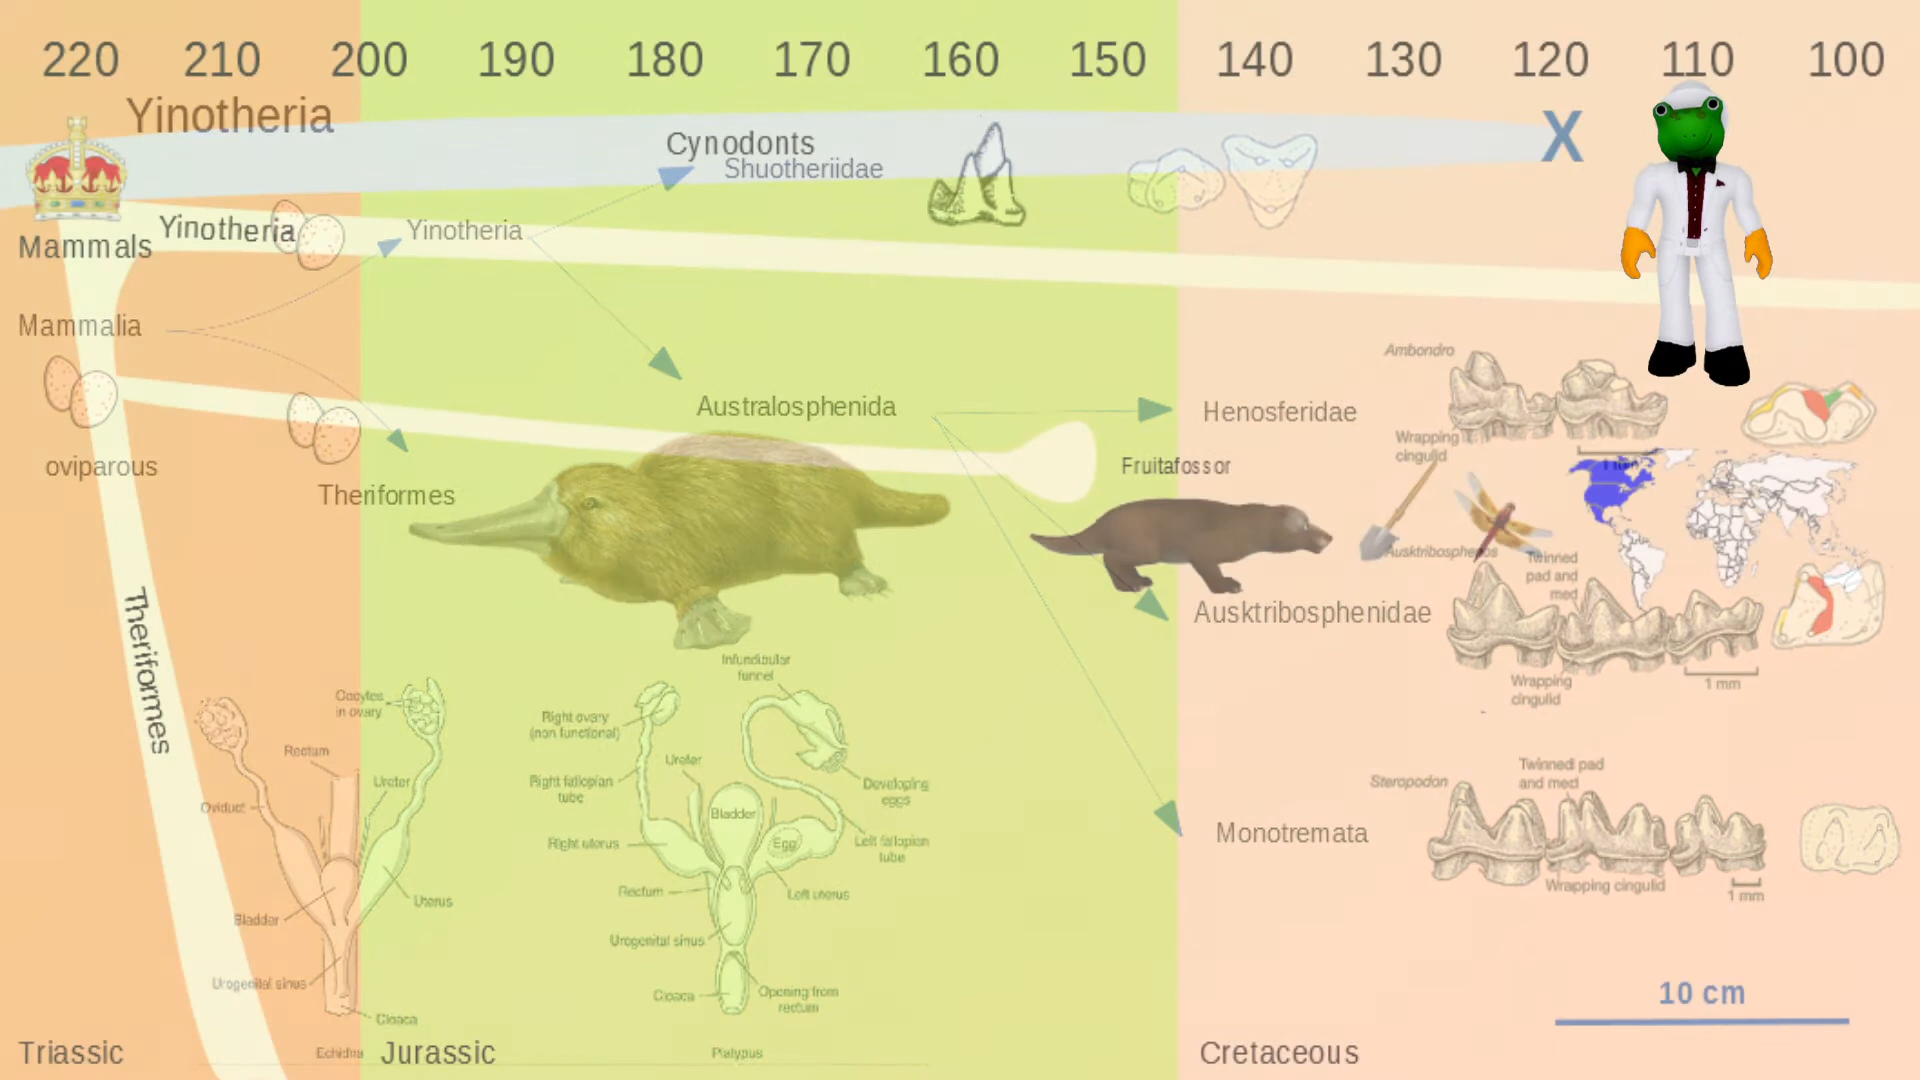 220 210 200 190 180 170 160 150 140 130 120 110 100
Yinotheria
X
Cynodonts
Shuotheriidae
Mammals
Yinotheria
Yinotheria
Mammalia
Ambondro
Australosphenida
Henosferidae
Wrapping
cingulid
Fruitafossor
oviparous
Theriformes
Ausktribosphenos
Twinned
pad and
med
Ausktribosphenidae
Theriformes
Wrapping
cingulid
1 mm
Infundibular
funnel
Oocytes
in ovary
Right ovary
(non functional)
Rectum
Ureter
Ureter
Right fallopian
tube
Developing
eggs
Oviduct
Bladder
Right uterus
Egg
Left fallopian
tube
Steropodon
Twinned pad
and med
Monotremata
Wrapping cingulid
1 mm
Rectum
Left uterus
Uterus
Bladder
Urogenital sinus
Urogenital sinus
Cloaca
Opening from
rectum
Cloaca
10 cm
Triassic
Echidna
Jurassic
Platypus
Cretaceous